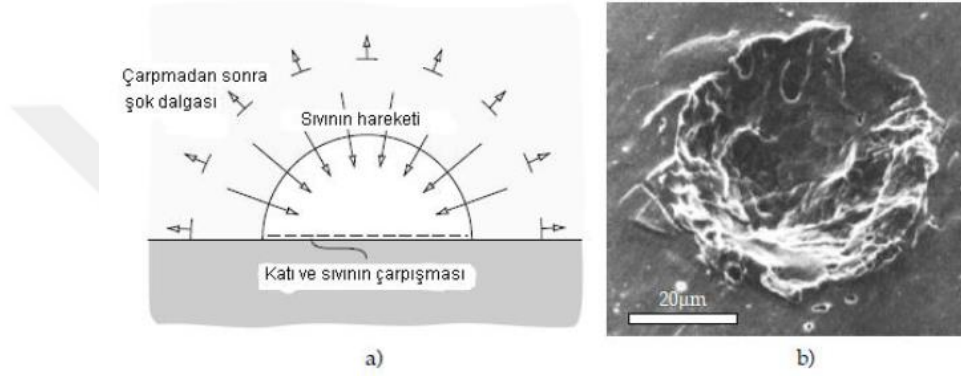 Çarpmadan sonra
şok dalgası
Sıvının hareketi
Katı ve sıvının çarpışması
a)
20μm
b)